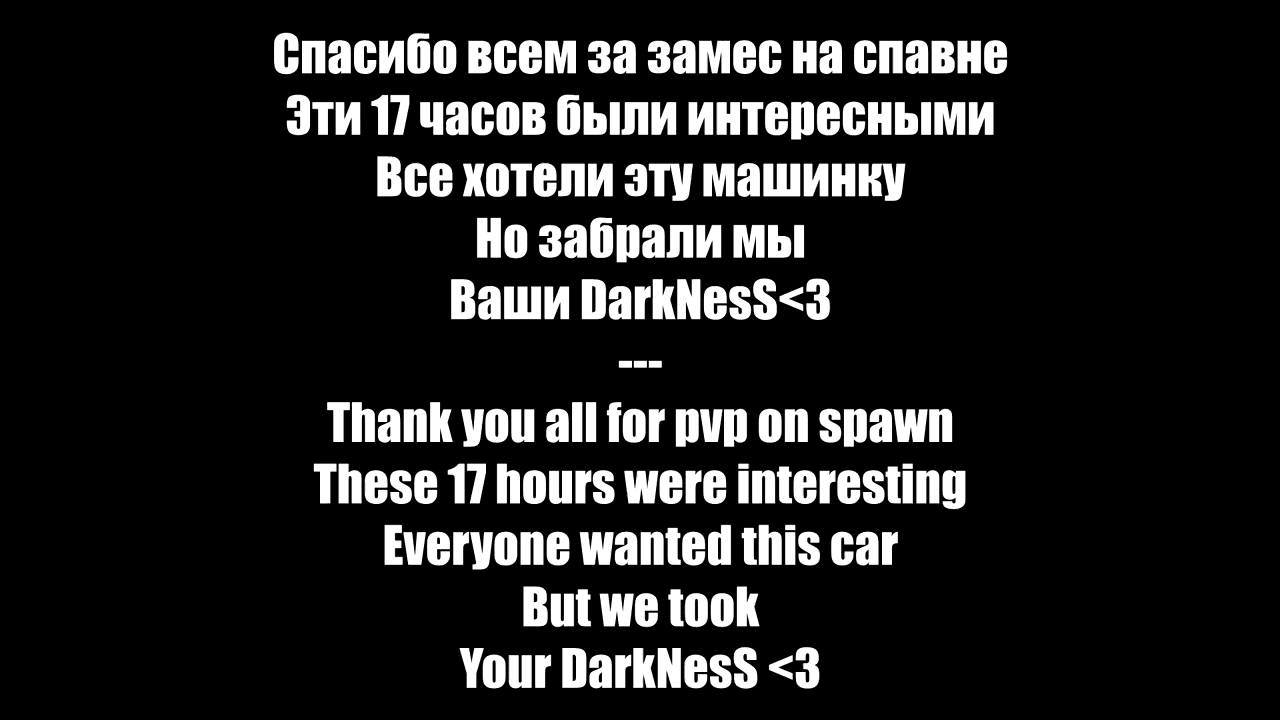 Спасибо всем за замес на спавне
Эти 17 часов были интересными
Все хотели эту машинку
Но забрали мы
Ваши DarkNesS<3
---
Thank you all for pvp on spawn
These 17 hours were interesting
Everyone wanted this car
But we took
Your DarkNesS <3